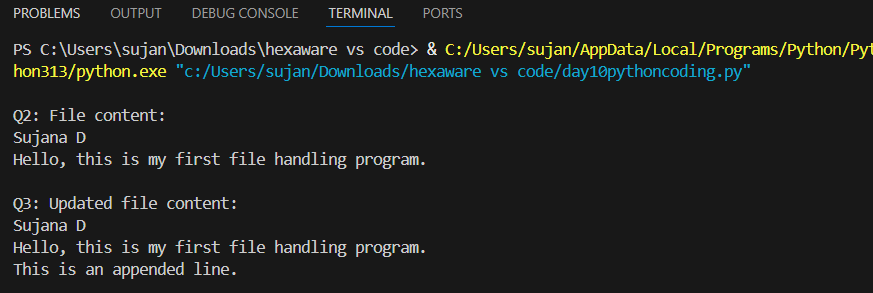 PROBLEMS OUTPUT DEBUG CONSOLE TERMINAL PORTS
PS C:\Users\sujan\Downloads\hexaware vs code> & C:/Users/sujan/AppData/Local/Programs/Python/Pyt
hon313/python.exe "c:/Users/sujan/Downloads/hexaware vs code/day10pythoncoding.py"
Q2: File content:
Sujana D
Hello, this is my first file handling program.
Q3: Updated file content:
Sujana D
Hello, this is my first file handling program.
This is an appended line.